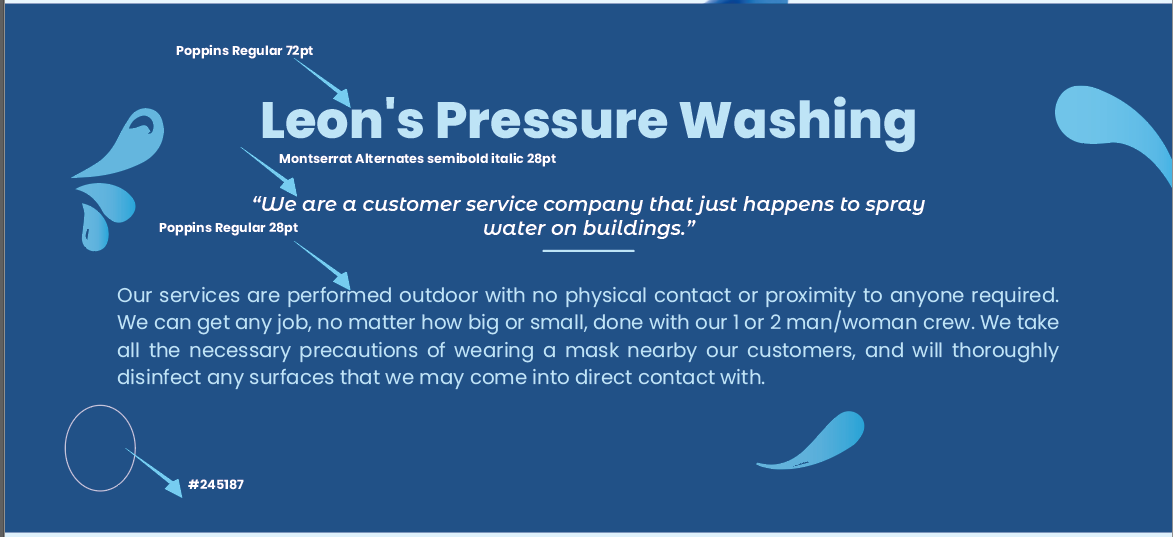 Poppins Regular 72pt
Leon's Pressure Washing
Montserrat Alternates semibold italic 28pt
“We are a customer service company that just happens to spray
water on buildings.”
Poppins Regular 28pt
Our services are performed outdoor with no physical contact or proximity to anyone required.
We can get any job, no matter how big or small, done with our 1 or 2 man/woman crew. We take
all the necessary precautions of wearing a mask nearby our customers, and will thoroughly
disinfect any surfaces that we may come into direct contact with.
#245187